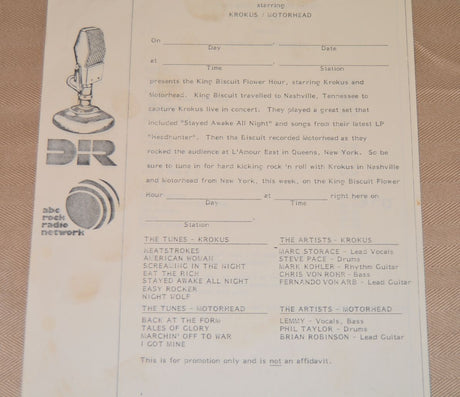 starring
KROKUS / MOTORHEAD
On , 
Day Date
at 
Time Station
presents the King Biscuit Flower Hour, starring Krokus and
Motorhead. King Biscuit travelled to Nashville, Tennessee to
capture Krokus live in concert. They played a great set that
included "Stayed Awake All Night" and songs from their latest LP
"Headhunter". Then the Biscuit recorded Motorhead as they
rocked the audience at L'Amour East in Queens, New York. So be
sure to tune in for hard kicking rock 'n roll with Krokus in Nashville
and Motorhead from New York, this week, on the King Biscuit Flower
Hour at right here on
Day Time
.
Station
DIR
abc
rock
radio
network
THE TUNES - KROKUS
HEATSTROKES
AMERICAN WOMAN
SCREAMING IN THE NIGHT
EAT THE RICH
STAYED AWAKE ALL NIGHT
EASY ROCKER
NIGHT WOLF
THE ARTISTS - KROKUS
MARC STORACE - Lead Vocals
STEVE PACE - Drums
MARK KOHLER - Rhythm Guitar
CHRIS VON ROHR - Bass
FERNANDO VON ARB - Lead Guitar
THE TUNES - MOTORHEAD
BACK AT THE FORM
TALES OF GLORY
MARCHIN' OFF TO WAR
I GOT MINE
THE ARTISTS - MOTORHEAD
LEMMY - Vocals, Bass
PHIL TAYLOR - Drums
BRIAN ROBINSON - Lead Guitar
This is for promotion only and is not an affidavit.